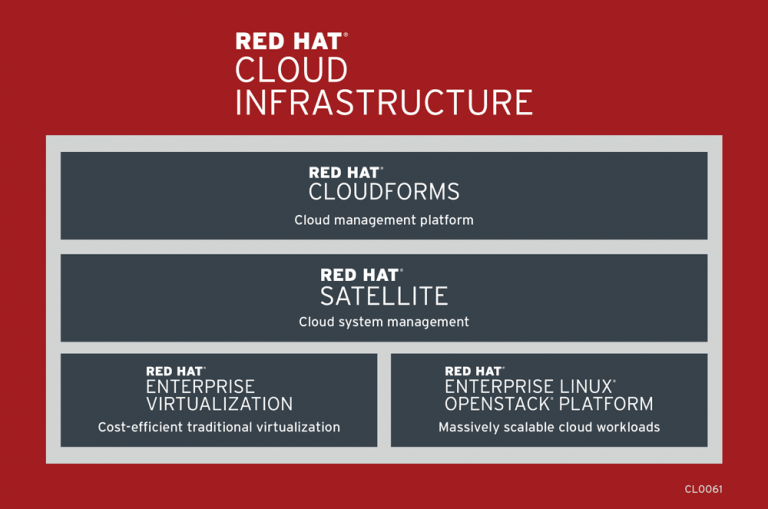 RED HAT®
CLOUD
INFRASTRUCTURE
RED HAT®
CLOUDFORMS
Cloud management platform
RED HAT®
SATELLITE
Cloud system management
RED HAT®
ENTERPRISE
VIRTUALIZATION
Cost-efficient traditional virtualization
RED HAT®
ENTERPRISE LINUX®
OPENSTACK® PLATFORM
Massively scalable cloud workloads
CL0061